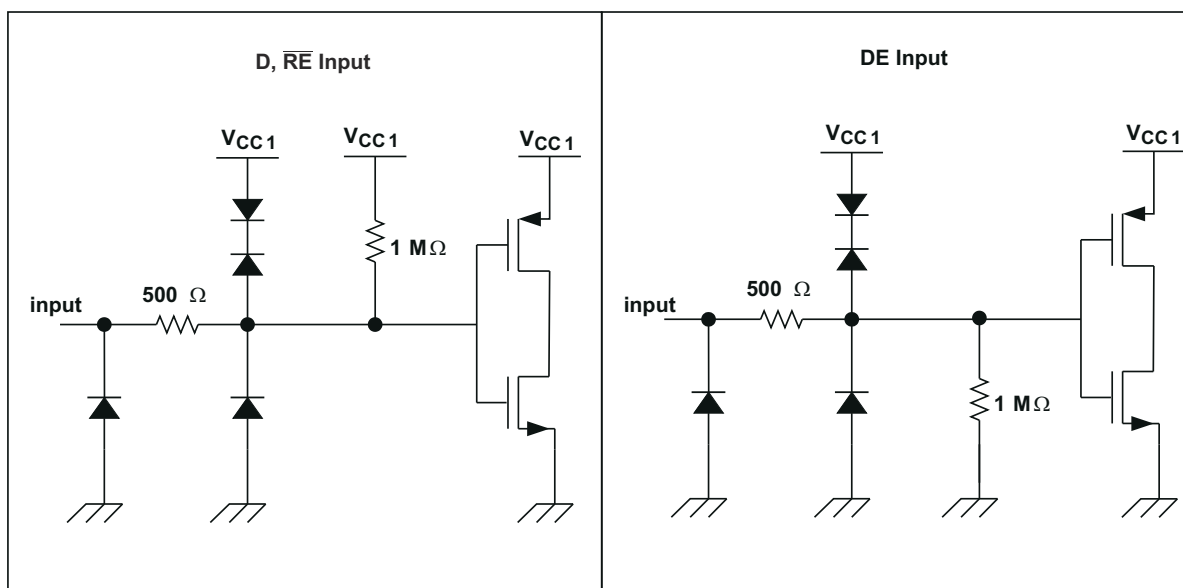 D, RE Input
VCC1
VCC1
VCC1
1 MΩ
500 Ω
input
DE Input
VCC1
VCC1
500 Ω
input
1 MΩ